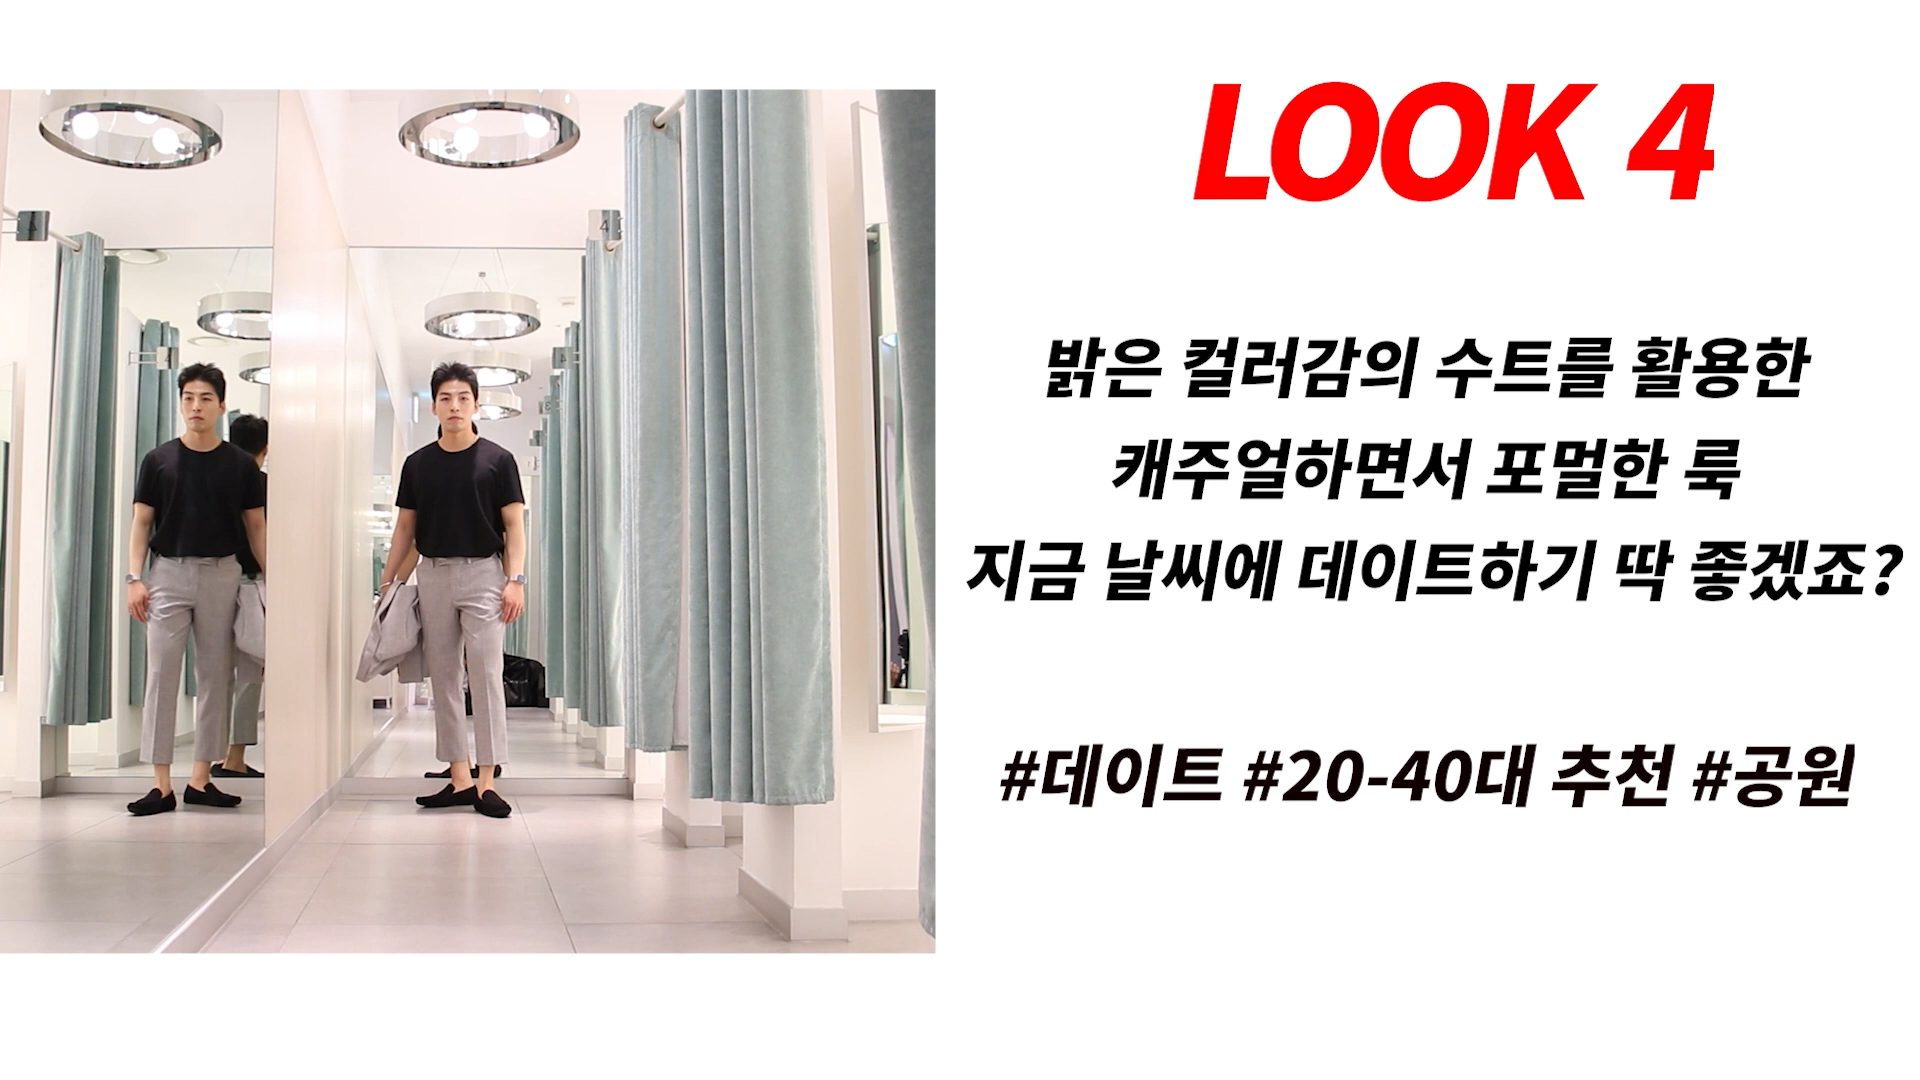 LOOK 4
밝은 컬러감의 수트를 활용한
캐주얼하면서 포멀한 룩
지금 날씨에 데이트하기 딱 좋겠죠?
#데이트 #20-40대 추천 #공원
4
4